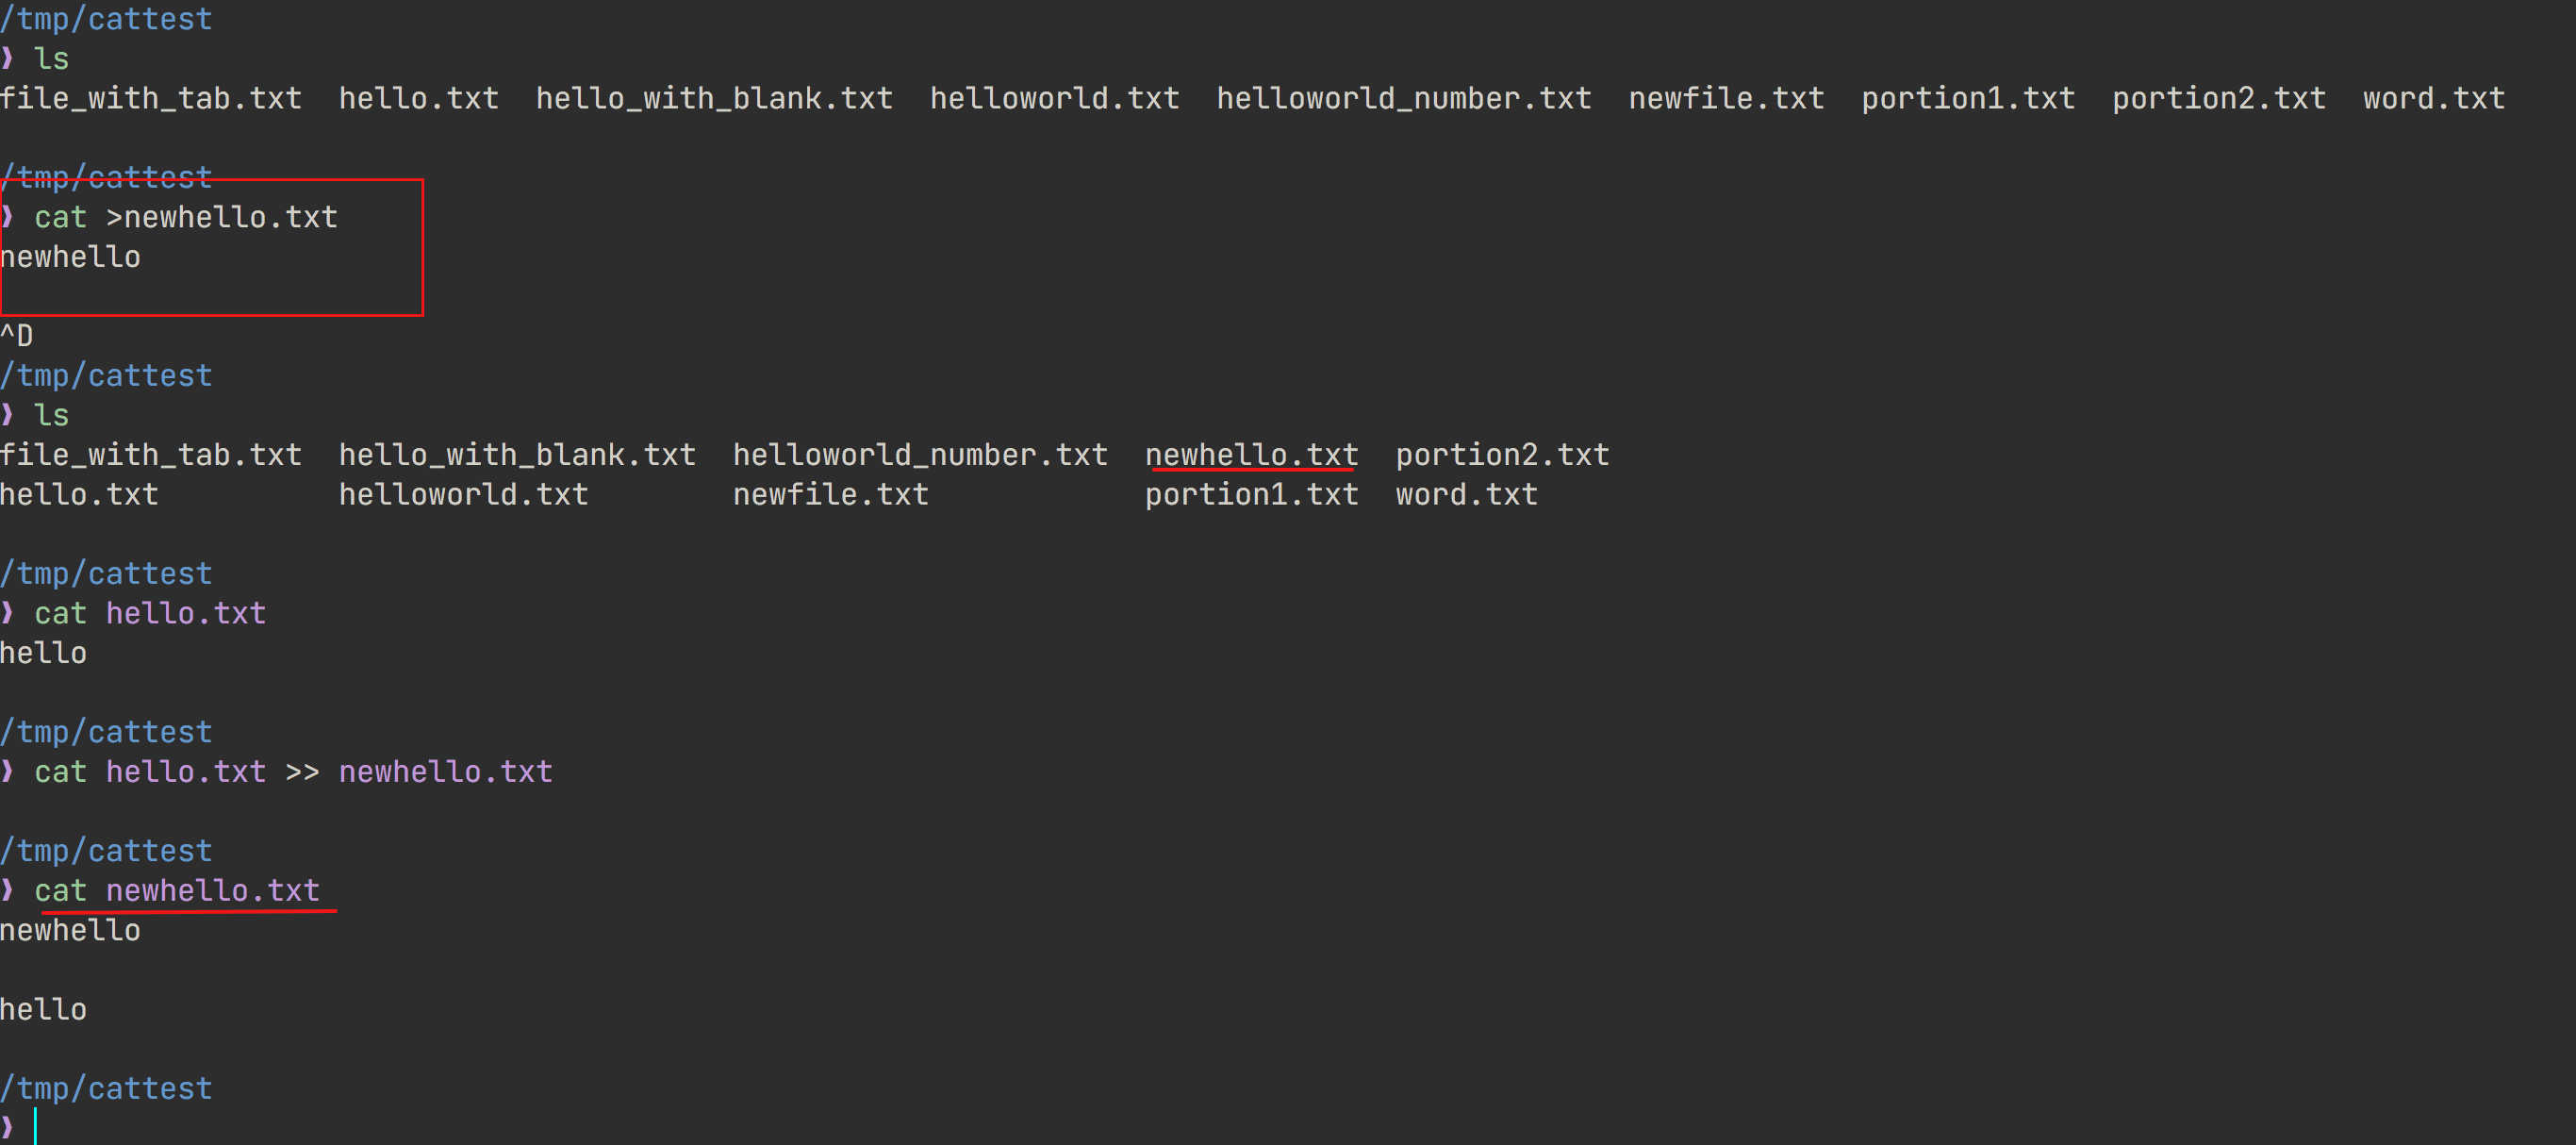 /tmp/cattest
❱ ls
file_with_tab.txt  hello.txt  hello_with_blank.txt  helloworld.txt  helloworld_number.txt  newfile.txt  portion1.txt  portion2.txt  word.txt
/tmp/cattest
❱ cat >newhello.txt
newhello
^D
/tmp/cattest
❱ ls
file_with_tab.txt  hello_with_blank.txt  helloworld_number.txt  newhello.txt  portion2.txt
hello.txt          helloworld.txt        newfile.txt            portion1.txt  word.txt
/tmp/cattest
❱ cat hello.txt
hello
/tmp/cattest
❱ cat hello.txt >> newhello.txt
/tmp/cattest
❱ cat newhello.txt
newhello
hello
/tmp/cattest
❱